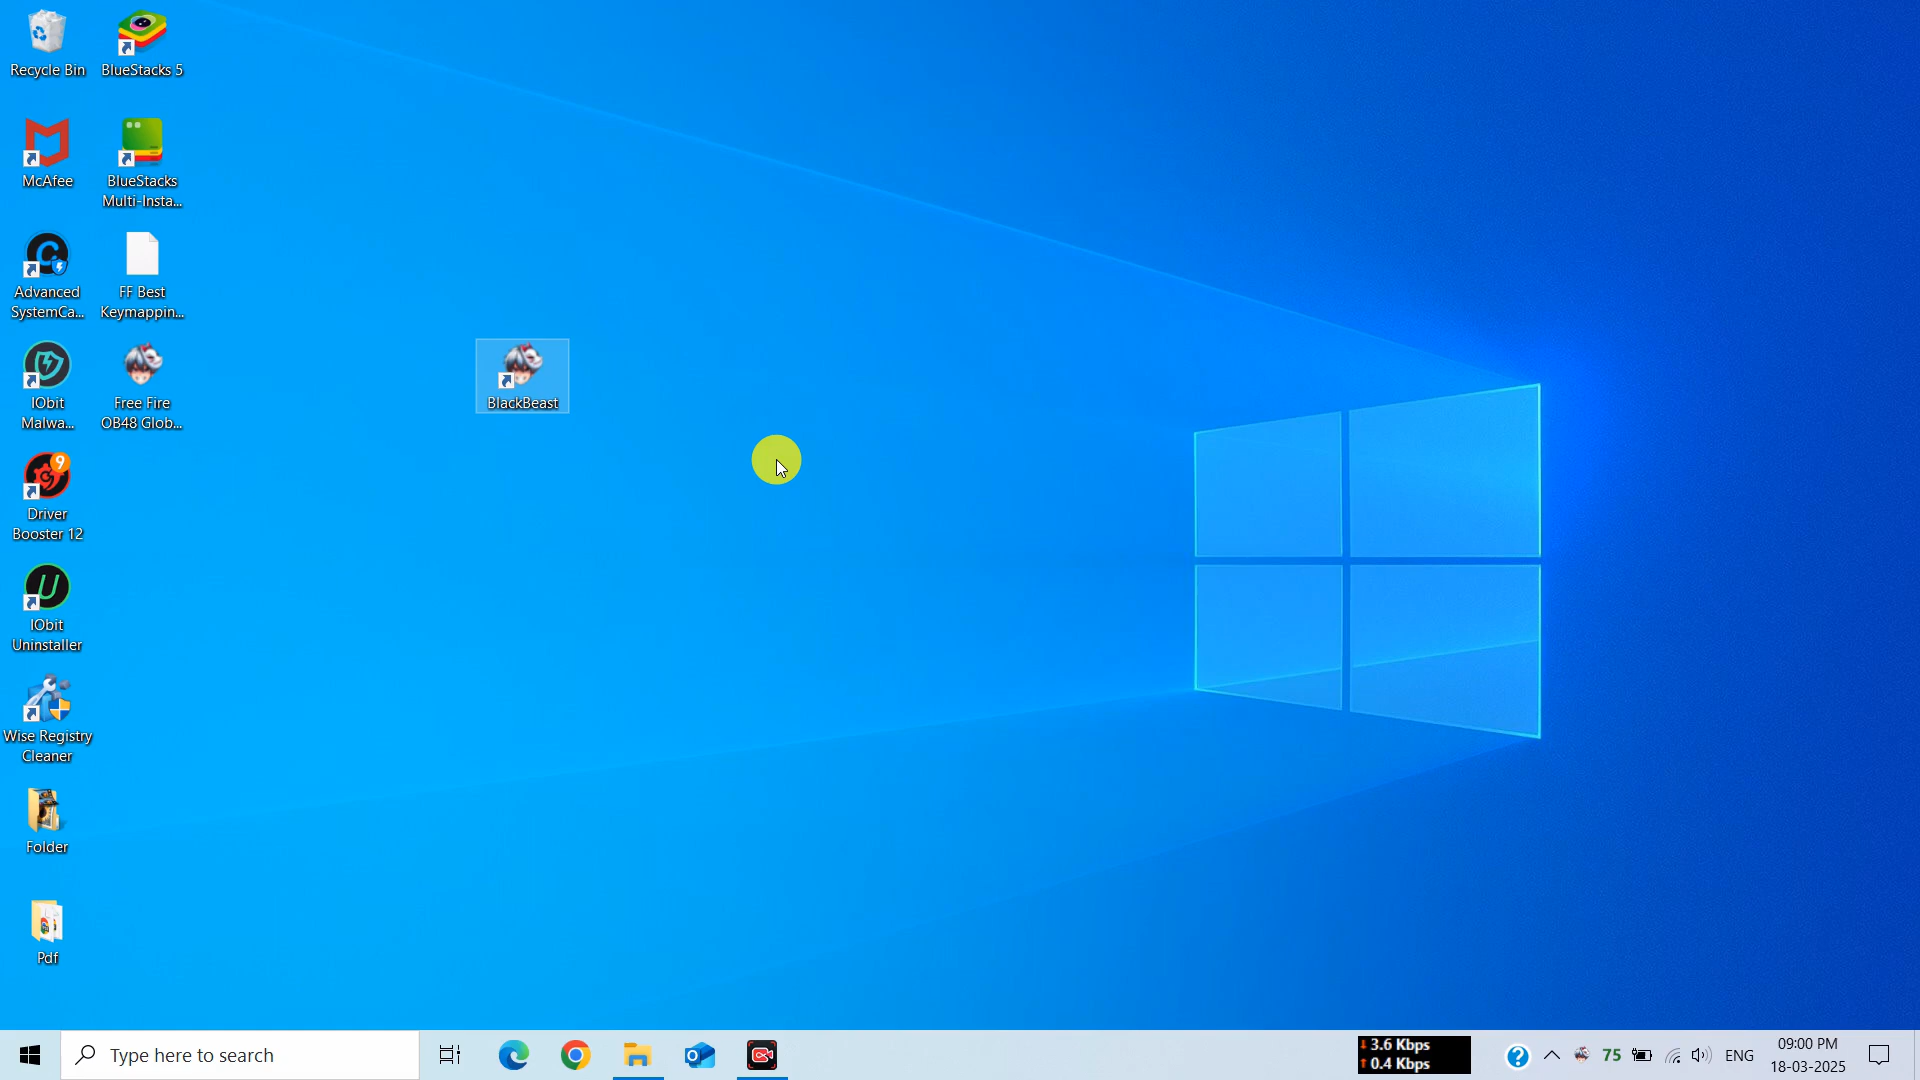 Recycle Bin
BlueStacks 5
McAfee
BlueStacks
Multi-Insta...
Advanced
SystemCa...
FF Best
Keymappin...
IObit
Malwa...
Free Fire
OB48 Glob...
BlackBeast
9
Driver
Booster 12
IObit
Uninstaller
Wise Registry
Cleaner
Folder
Pdf
Type here to search
3.6 Kbps
0.4 Kbps
75
ENG
09:00 PM
18-03-2025